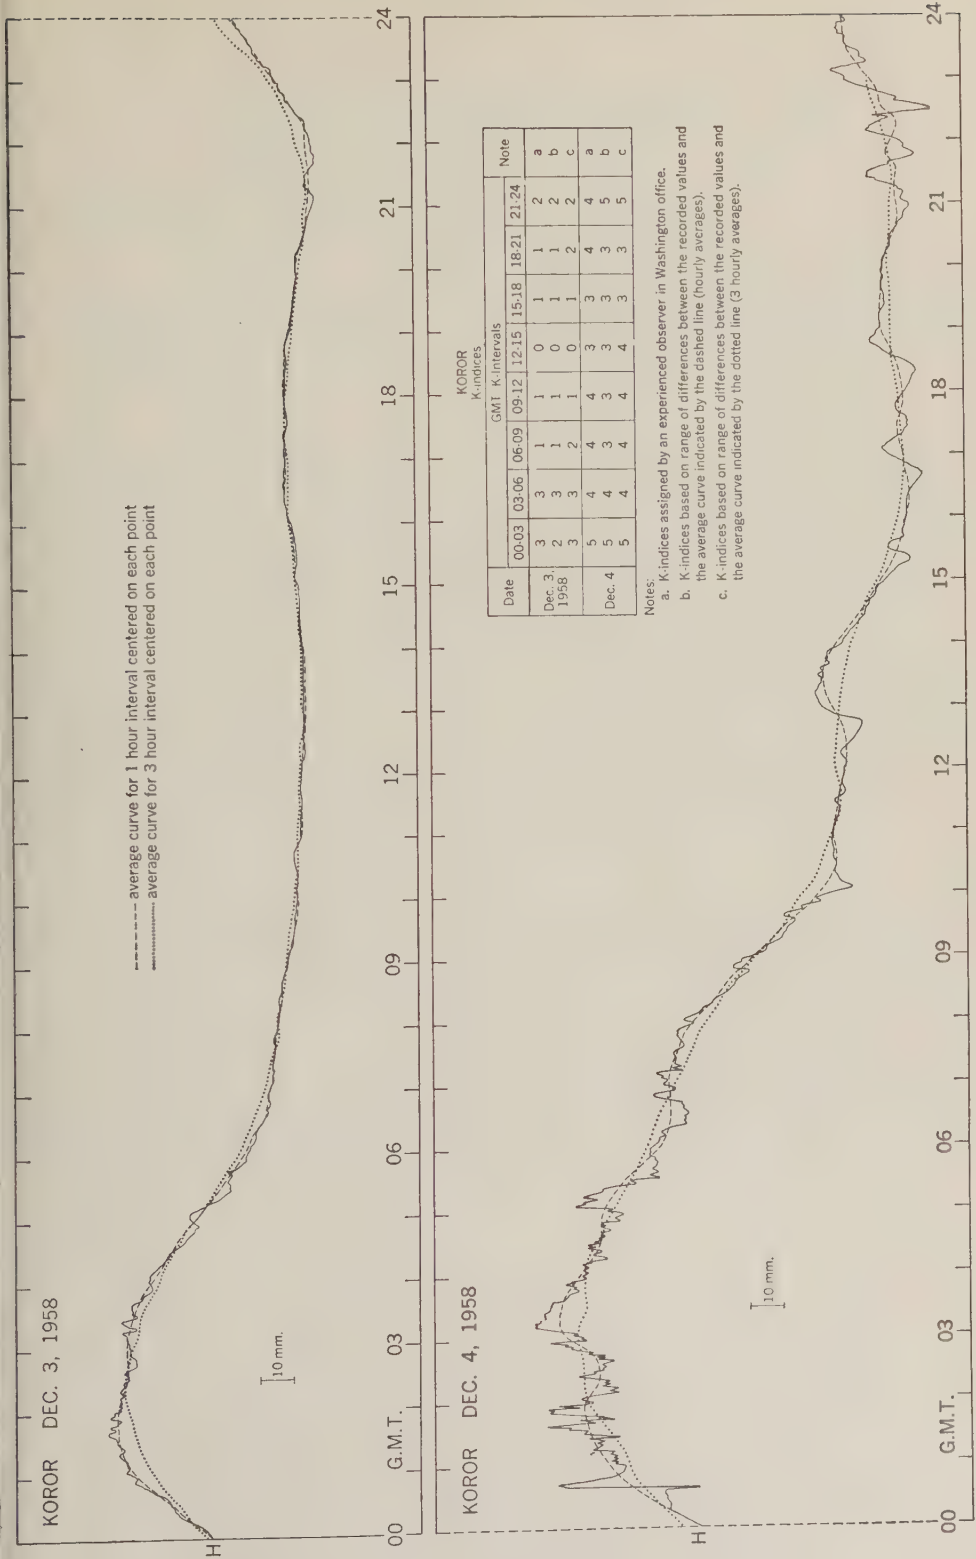 KOROR DEC. 3, 1958
------ average curve for 1 hour interval centered on each point
............ average curve for 3 hour interval centered on each point
H
10 mm.
00 G.M.T. 03 06 09 12 15 18 21 24
KOROR DEC. 4, 1958
H
10 mm.
00 G.M.T. 03 06 09 12 15 18 21 24
KOROR
K-indices
Date GMT K-Intervals Note
00-03 03-06 06-09 09-12 12-15 15-18 18-21 21-24
Dec. 3, 1958
3 3 1 1 0 1 1 2 a
2 3 1 1 0 1 1 2 b
3 3 2 1 0 1 2 2 c
Dec. 4
5 4 4 4 3 3 4 4 a
5 4 3 3 3 3 3 5 b
5 4 4 4 4 3 3 5 c
Notes:
a. K-indices assigned by an experienced observer in Washington office.
b. K-indices based on range of differences between the recorded values and
the average curve indicated by the dashed line (hourly averages).
c. K-indices based on range of differences between the recorded values and
the average curve indicated by the dotted line (3 hourly averages).